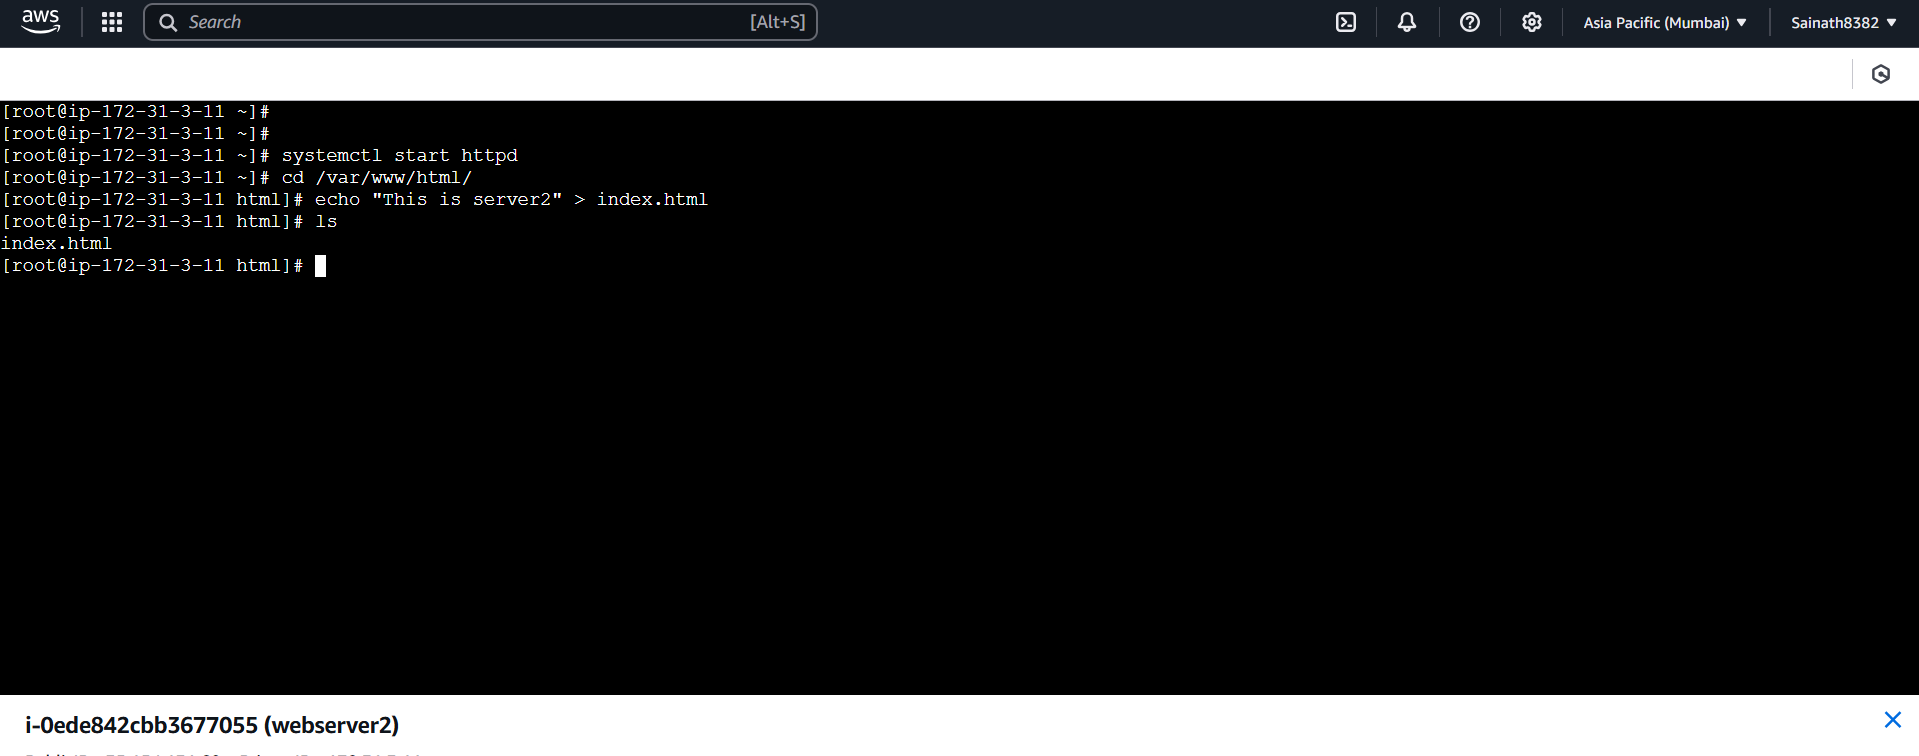 aws Search [Alt+S] Asia Pacific (Mumbai) Sainath8382
[root@ip-172-31-3-11 ~]#
[root@ip-172-31-3-11 ~]#
[root@ip-172-31-3-11 ~]# systemctl start httpd
[root@ip-172-31-3-11 ~]# cd /var/www/html/
[root@ip-172-31-3-11 html]# echo "This is server2" > index.html
[root@ip-172-31-3-11 html]# ls
index.html
[root@ip-172-31-3-11 html]#
i-0ede842cbb3677055 (webserver2)